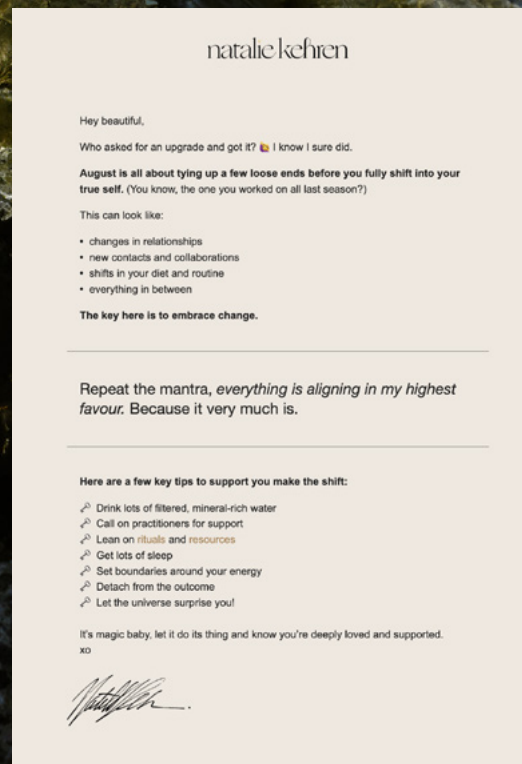 natalie kehren
Hey beautiful,
Who asked for an upgrade and got it? 🙋 I know I sure did.
August is all about tying up a few loose ends before you fully shift into your
true self. (You know, the one you worked on all last season?)
This can look like:
• changes in relationships
• new contacts and collaborations
• shifts in your diet and routine
• everything in between
The key here is to embrace change.
Repeat the mantra, everything is aligning in my highest
favour. Because it very much is.
Here are a few key tips to support you make the shift:
Drink lots of filtered, mineral-rich water
Call on practitioners for support
Lean on rituals and resources
Get lots of sleep
Set boundaries around your energy
Detach from the outcome
Let the universe surprise you!
It's magic baby, let it do its thing and know you're deeply loved and supported.
xo